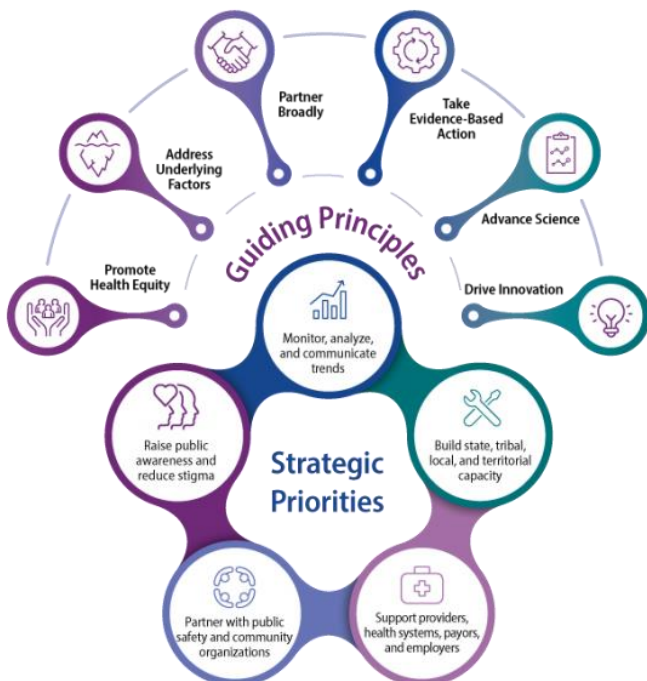 Partner
Broadly
Take
Evidence-Based
Action
Address
Underlying
Factors
Advance Science
Promote
Health Equity
Drive Innovation
Guiding Principles
Monitor, analyze,
and communicate
trends
Raise public
awareness and
reduce stigma
Build state, tribal,
local, and territorial
capacity
Strategic
Priorities
Partner with public
safety and community
organizations
Support providers,
health systems, payors,
and employers